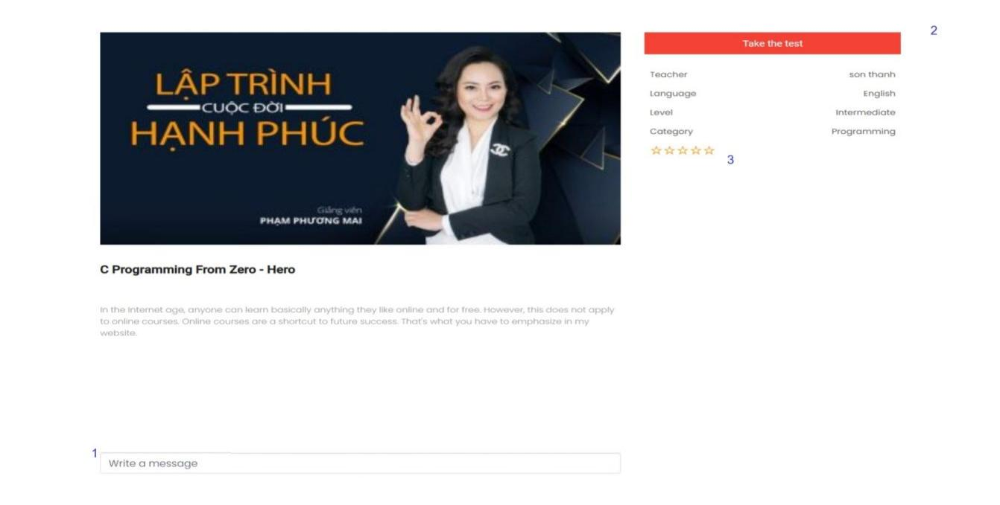 LẬP TRÌNH
CUỘC ĐỜI
HẠNH PHÚC
Giảng viên
PHẠM PHƯƠNG MAI
C Programming From Zero - Hero
In the Internet age, anyone can learn basically anything they like online and for free. However, this does not apply
to online courses. Online courses are a shortcut to future success. That's what you have to emphasize in my
website.
1
Write a message
2
Take the test
Teacher son thanh
Language English
Level Intermediate
Category Programming
3